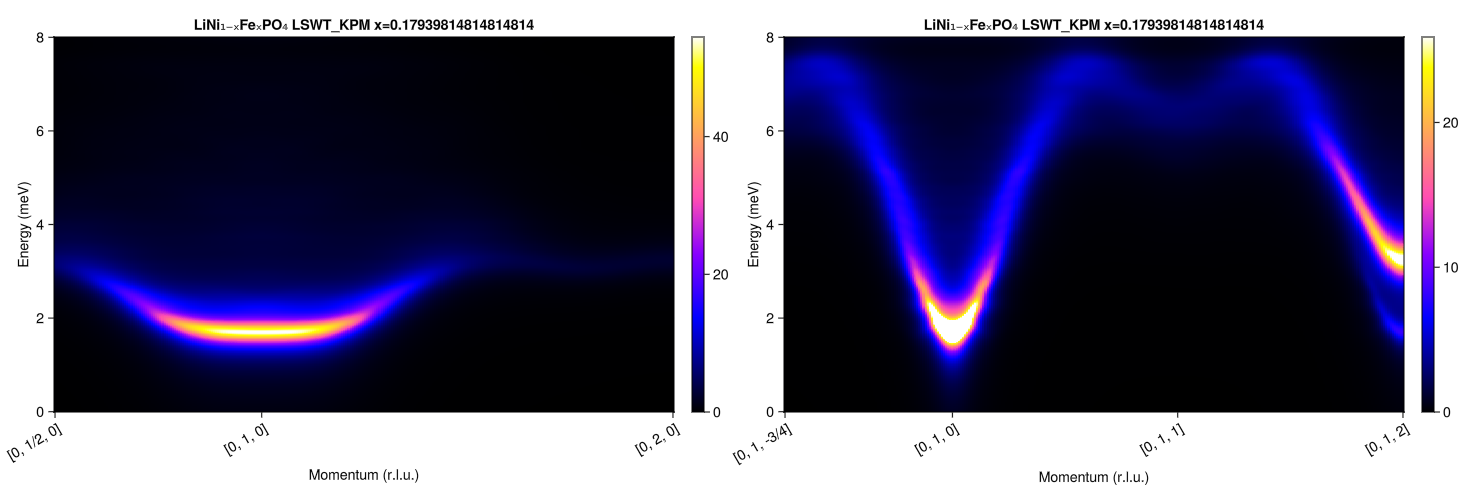 LiNi₁₋ₓFeₓPO₄ LSWT_KPM x=0.17939814814814814
Energy (meV)
8
6
4
2
0
[0, 1/2, 0]
[0, 1, 0]
[0, 2, 0]
Momentum (r.l.u.)
40
20
0
LiNi₁₋ₓFeₓPO₄ LSWT_KPM x=0.17939814814814814
Energy (meV)
8
6
4
2
0
[0, 1, -3/4]
[0, 1, 0]
[0, 1, 1]
[0, 1, 2]
Momentum (r.l.u.)
20
10
0